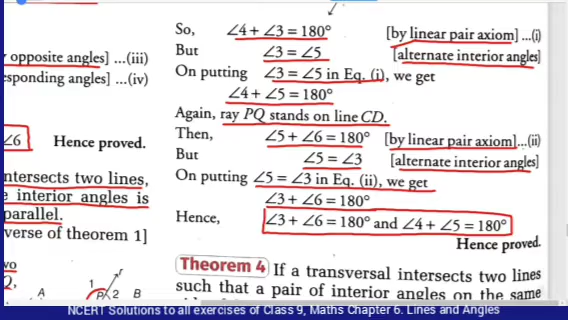 So, ∠4 + ∠3 = 180° [by linear pair axiom] ...(i)
opposite angles] ...(iii) But ∠3 = ∠5 [alternate interior angles]
responding angles] ...(iv) On putting ∠3 = ∠5 in Eq. (i), we get
∠4 + ∠5 = 180°
Again, ray PQ stands on line CD.
∠6 Hence proved. Then, ∠5 + ∠6 = 180° [by linear pair axiom]...(ii)
But ∠5 = ∠3 [alternate interior angles]
ntersects two lines, On putting ∠5 = ∠3 in Eq. (ii), we get
e interior angles is ∠3 + ∠6 = 180°
parallel. Hence, ∠3 + ∠6 = 180° and ∠4 + ∠5 = 180°
verse of theorem 1] Hence proved.
wo Theorem 4 If a transversal intersects two lines
Q, A 1 P 2 B r such that a pair of interior angles on the same
NCERT Solutions to all exercises of Class 9, Maths Chapter 6. Lines and Angles